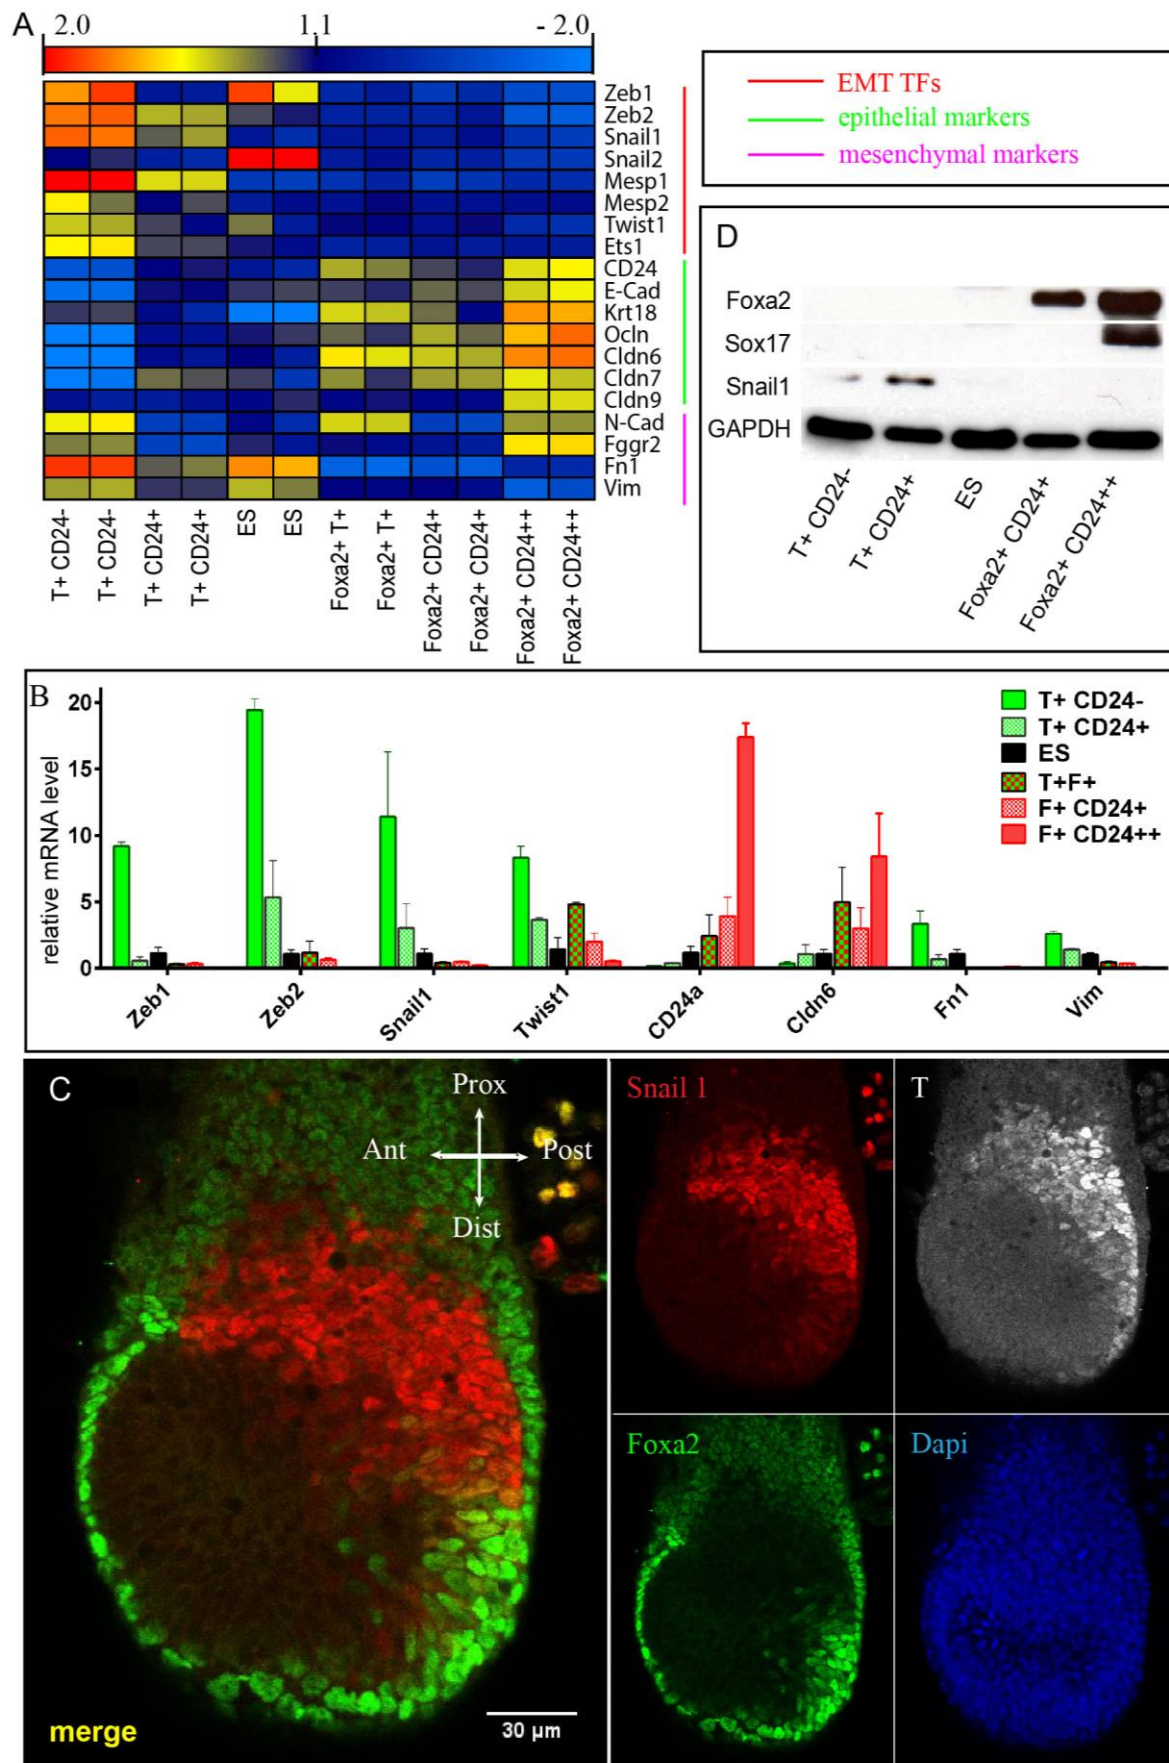 A
2.0 1.1 - 2.0
Zeb1
Zeb2
Snail1
Snail2
Mesp1
Mesp2
Twist1
Ets1
CD24
E-Cad
Krt18
Ocln
Cldn6
Cldn7
Cldn9
N-Cad
Fggr2
Fn1
Vim
T+ CD24-
T+ CD24-
T+ CD24+
T+ CD24+
ES
ES
Foxa2+ T+
Foxa2+ T+
Foxa2+ CD24+
Foxa2+ CD24+
Foxa2+ CD24++
Foxa2+ CD24++
EMT TFs
epithelial markers
mesenchymal markers
D
Foxa2
Sox17
Snail1
GAPDH
T+ CD24-
T+ CD24+
ES
Foxa2+ CD24+
Foxa2+ CD24++
B
relative mRNA level
20
15
10
5
0
T+ CD24-
T+ CD24+
ES
T+F+
F+ CD24+
F+ CD24++
Zeb1
Zeb2
Snail1
Twist1
CD24a
Cldn6
Fn1
Vim
C
Prox
Ant Post
Dist
merge
30 µm
Snail 1
T
Foxa2
Dapi